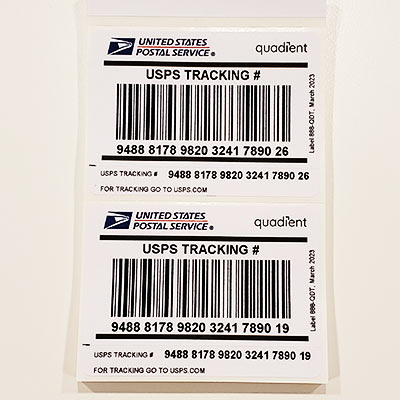 UNITED STATES
POSTAL SERVICE®
quadient
USPS TRACKING #
9488 8178 9820 3241 7890 26
Label 888-QDT, March 2023
USPS TRACKING # 9488 8178 9820 3241 7890 26
FOR TRACKING GO TO USPS.COM
UNITED STATES
POSTAL SERVICE®
quadient
USPS TRACKING #
9488 8178 9820 3241 7890 19
Label 888-QDT, March 2023
USPS TRACKING # 9488 8178 9820 3241 7890 19
FOR TRACKING GO TO USPS.COM